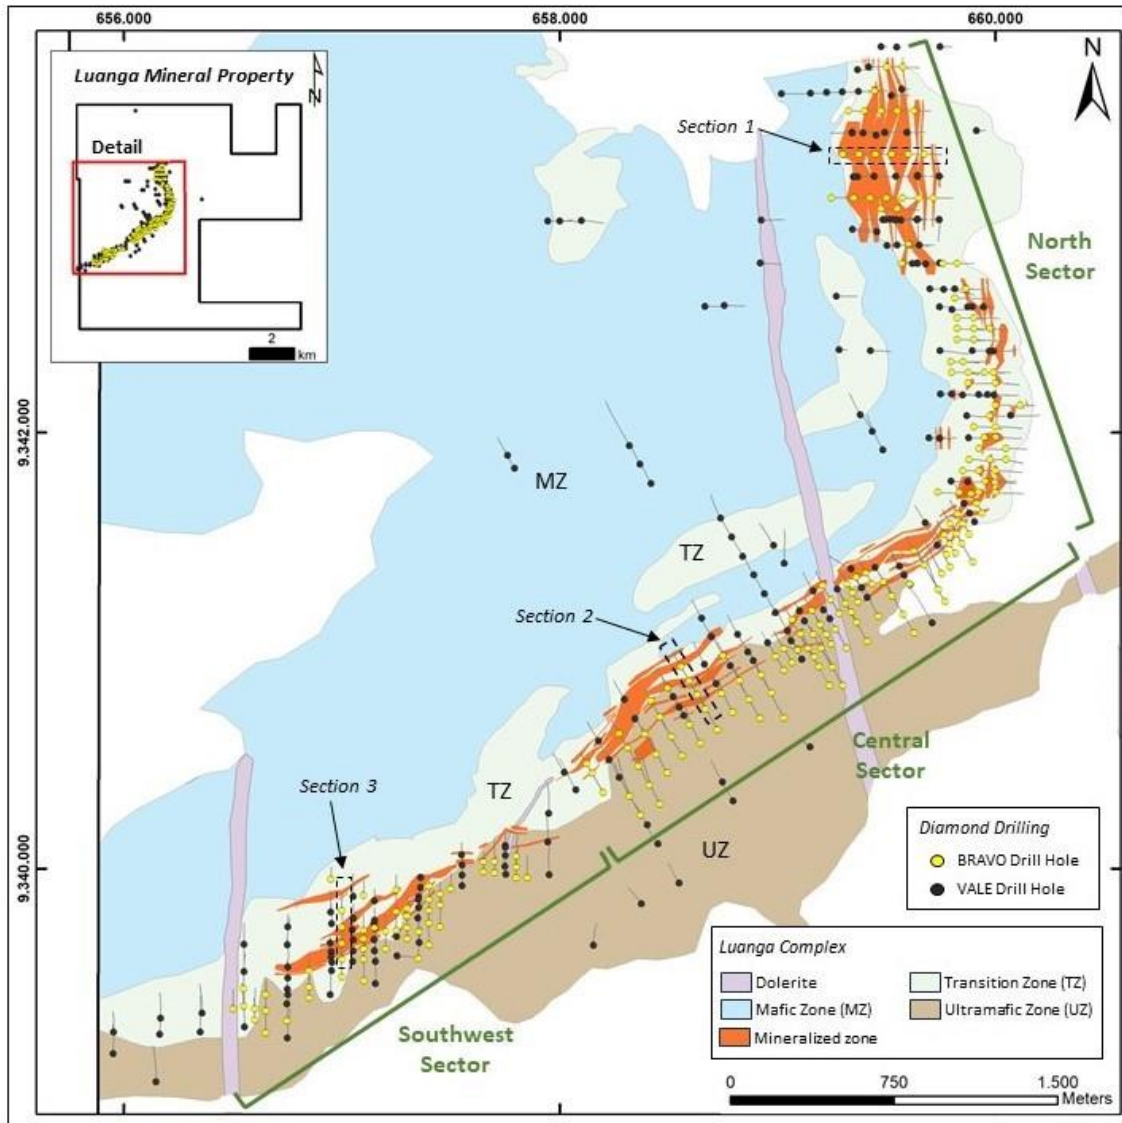 656.000
658.000
660.000
Luanga Mineral Property
N
Detail
2
km
N
Section 1
North
Sector
9.342.000
MZ
TZ
Section 2
Central
Sector
Section 3
TZ
UZ
9.340.000
Southwest
Sector
Diamond Drilling
BRAVO Drill Hole
VALE Drill Hole
Luanga Complex
Dolerite
Transition Zone (TZ)
Mafic Zone (MZ)
Ultramafic Zone (UZ)
Mineralized zone
0
750
1.500
Meters